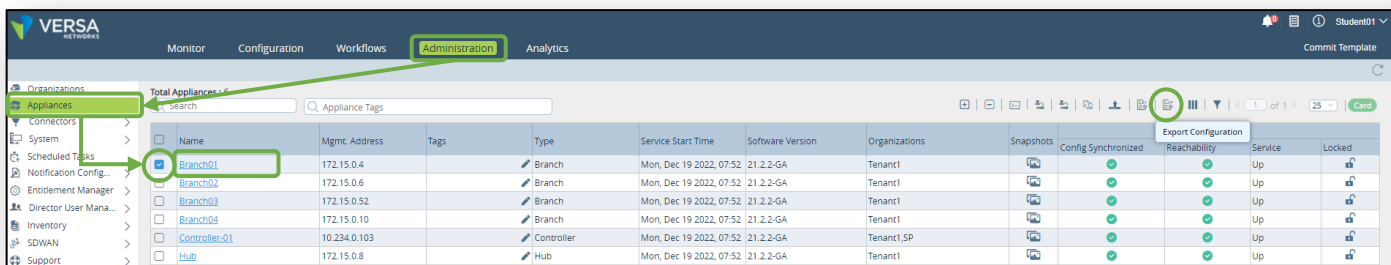 VERSA
NETWORKS
Student01
Monitor Configuration Workflows Administration Analytics
Commit Template
Organizations
Appliances
Connectors
System
Scheduled Tasks
Notification Config...
Entitlement Manager
Director User Mana...
Inventory
SDWAN
Support
Total Appliances : 6
Search
Appliance Tags
1 of 1
25
Card
Export Configuration
Name Mgmt. Address Tags Type Service Start Time Software Version Organizations Snapshots Config Synchronized Reachability Service Locked
Branch01 172.15.0.4 Branch Mon, Dec 19 2022, 07:52 21.2.2-GA Tenant1 Up
Branch02 172.15.0.6 Branch Mon, Dec 19 2022, 07:52 21.2.2-GA Tenant1 Up
Branch03 172.15.0.52 Branch Mon, Dec 19 2022, 07:52 21.2.2-GA Tenant1 Up
Branch04 172.15.0.10 Branch Mon, Dec 19 2022, 07:52 21.2.2-GA Tenant1 Up
Controller-01 10.234.0.103 Controller Mon, Dec 19 2022, 07:52 21.2.2-GA Tenant1,SP Up
Hub 172.15.0.8 Hub Mon, Dec 19 2022, 07:52 21.2.2-GA Tenant1 Up